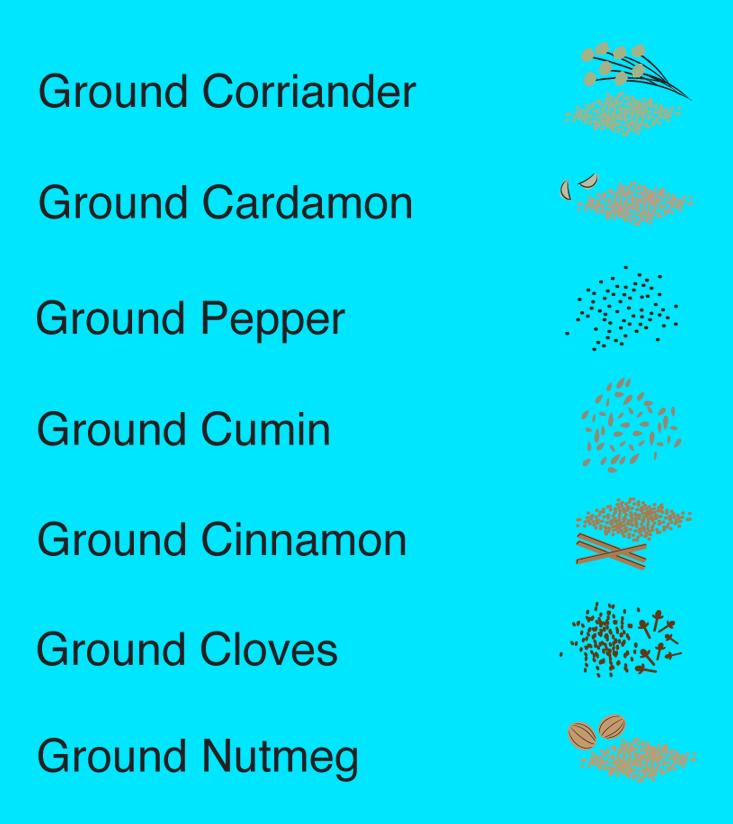 Ground Corriander
Ground Cardamon
Ground Pepper
Ground Cumin
Ground Cinnamon
Ground Cloves
Ground Nutmeg